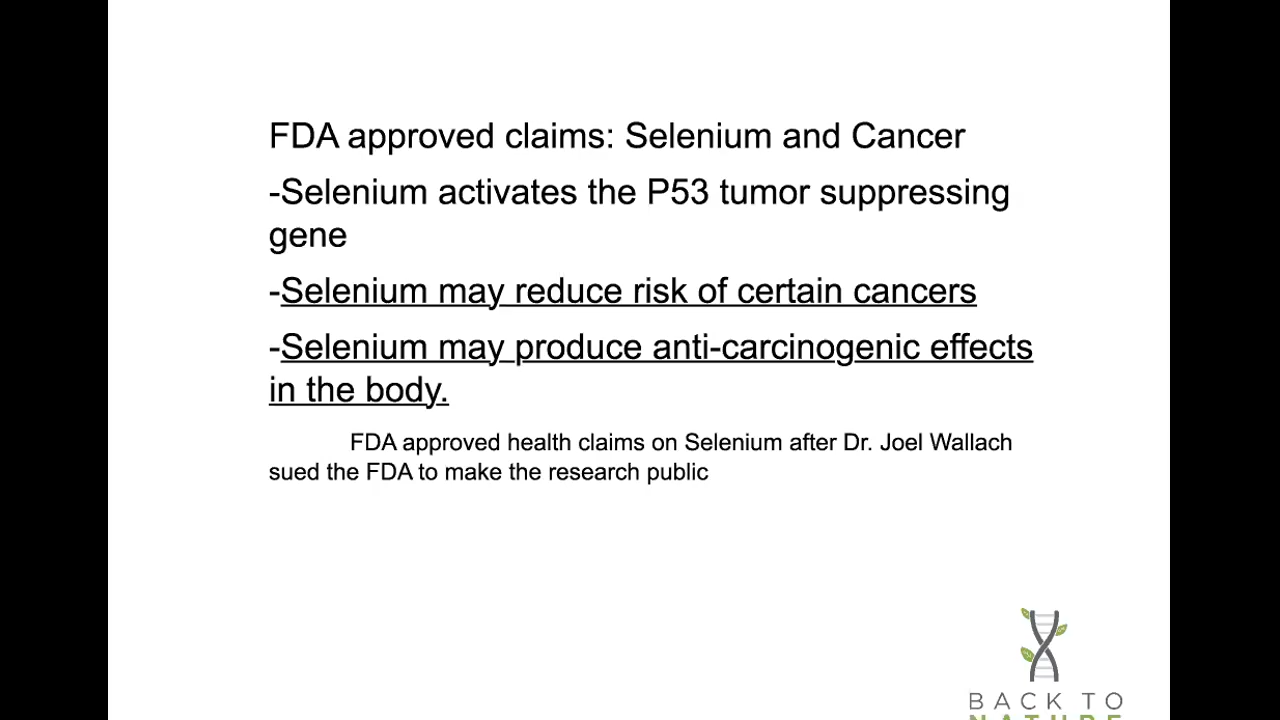 FDA approved claims: Selenium and Cancer
-Selenium activates the P53 tumor suppressing
gene
-Selenium may reduce risk of certain cancers
-Selenium may produce anti-carcinogenic effects
in the body.
FDA approved health claims on Selenium after Dr. Joel Wallach
sued the FDA to make the research public
BACK TO
NATURE